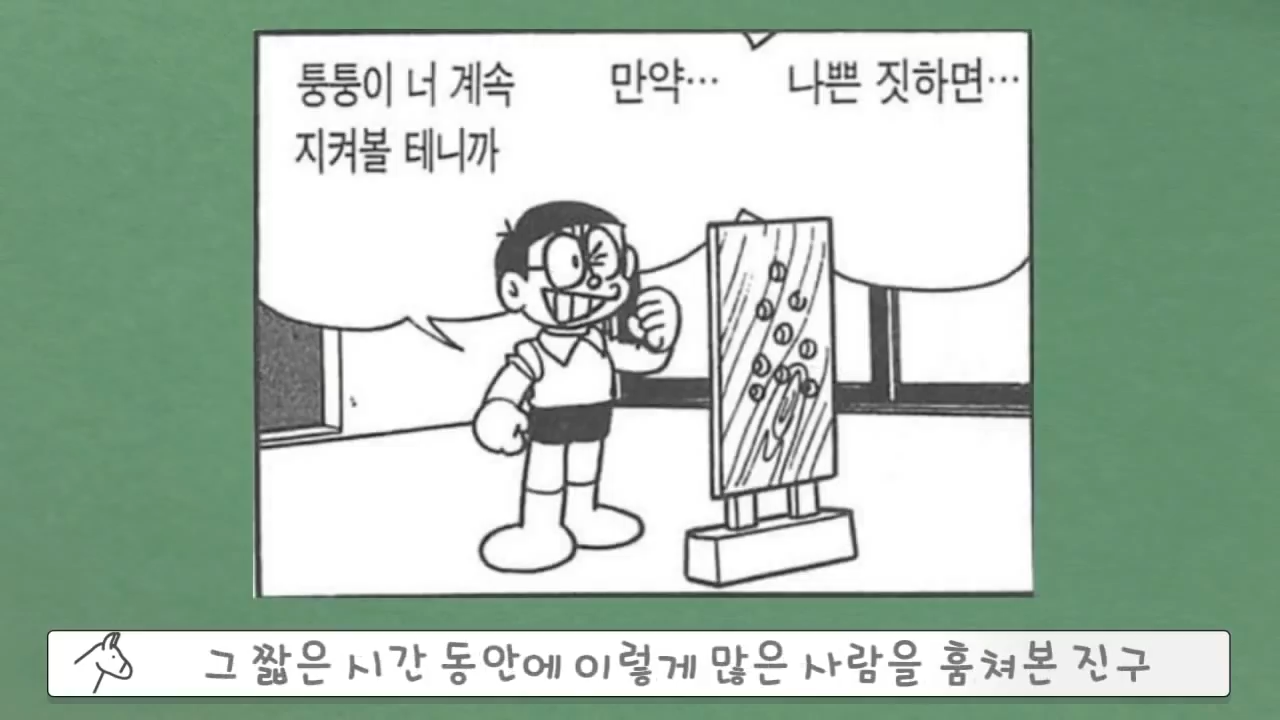 퉁퉁이 너 계속
지켜볼 테니까
만약…
나쁜 짓하면…
그 짧은 시간 동안에 이렇게 많은 사람을 훔쳐본 진구